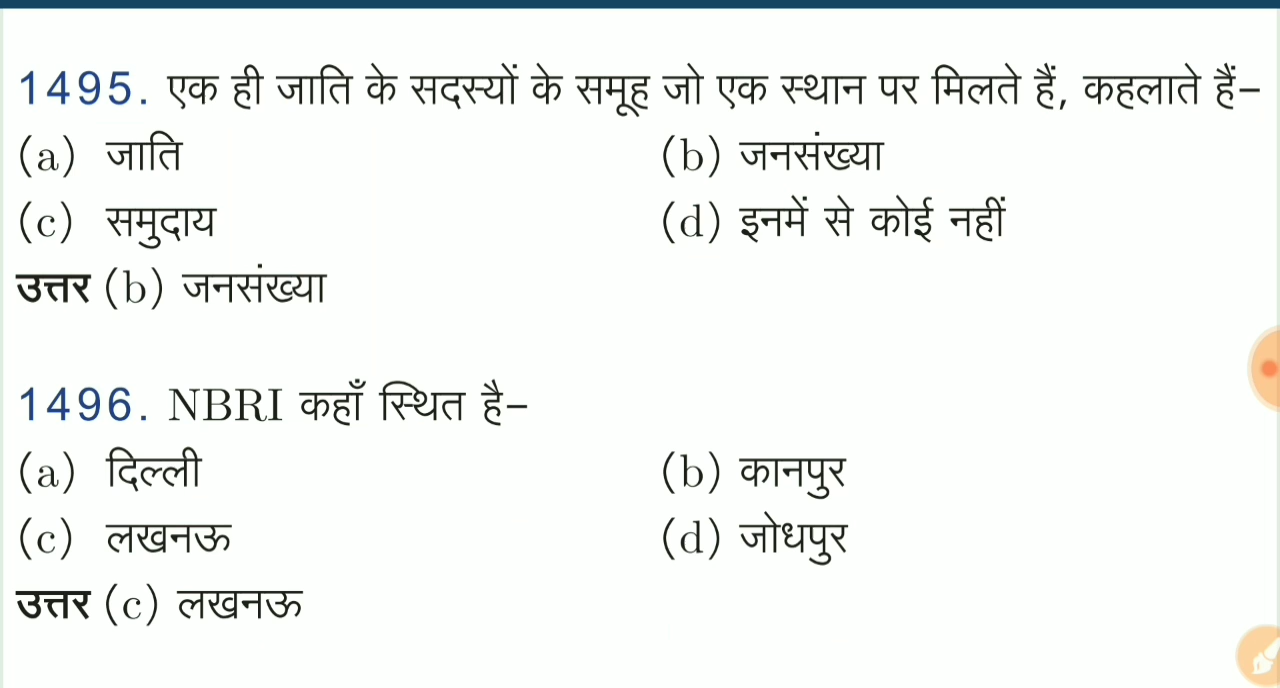 1495. एक ही जाति के सदस्यों के समूह जो एक स्थान पर मिलते हैं, कहलाते हैं–
(a) जाति (b) जनसंख्या
(c) समुदाय (d) इनमें से कोई नहीं
उत्तर (b) जनसंख्या
1496. NBRI कहाँ स्थित है–
(a) दिल्ली (b) कानपुर
(c) लखनऊ (d) जोधपुर
उत्तर (c) लखनऊ